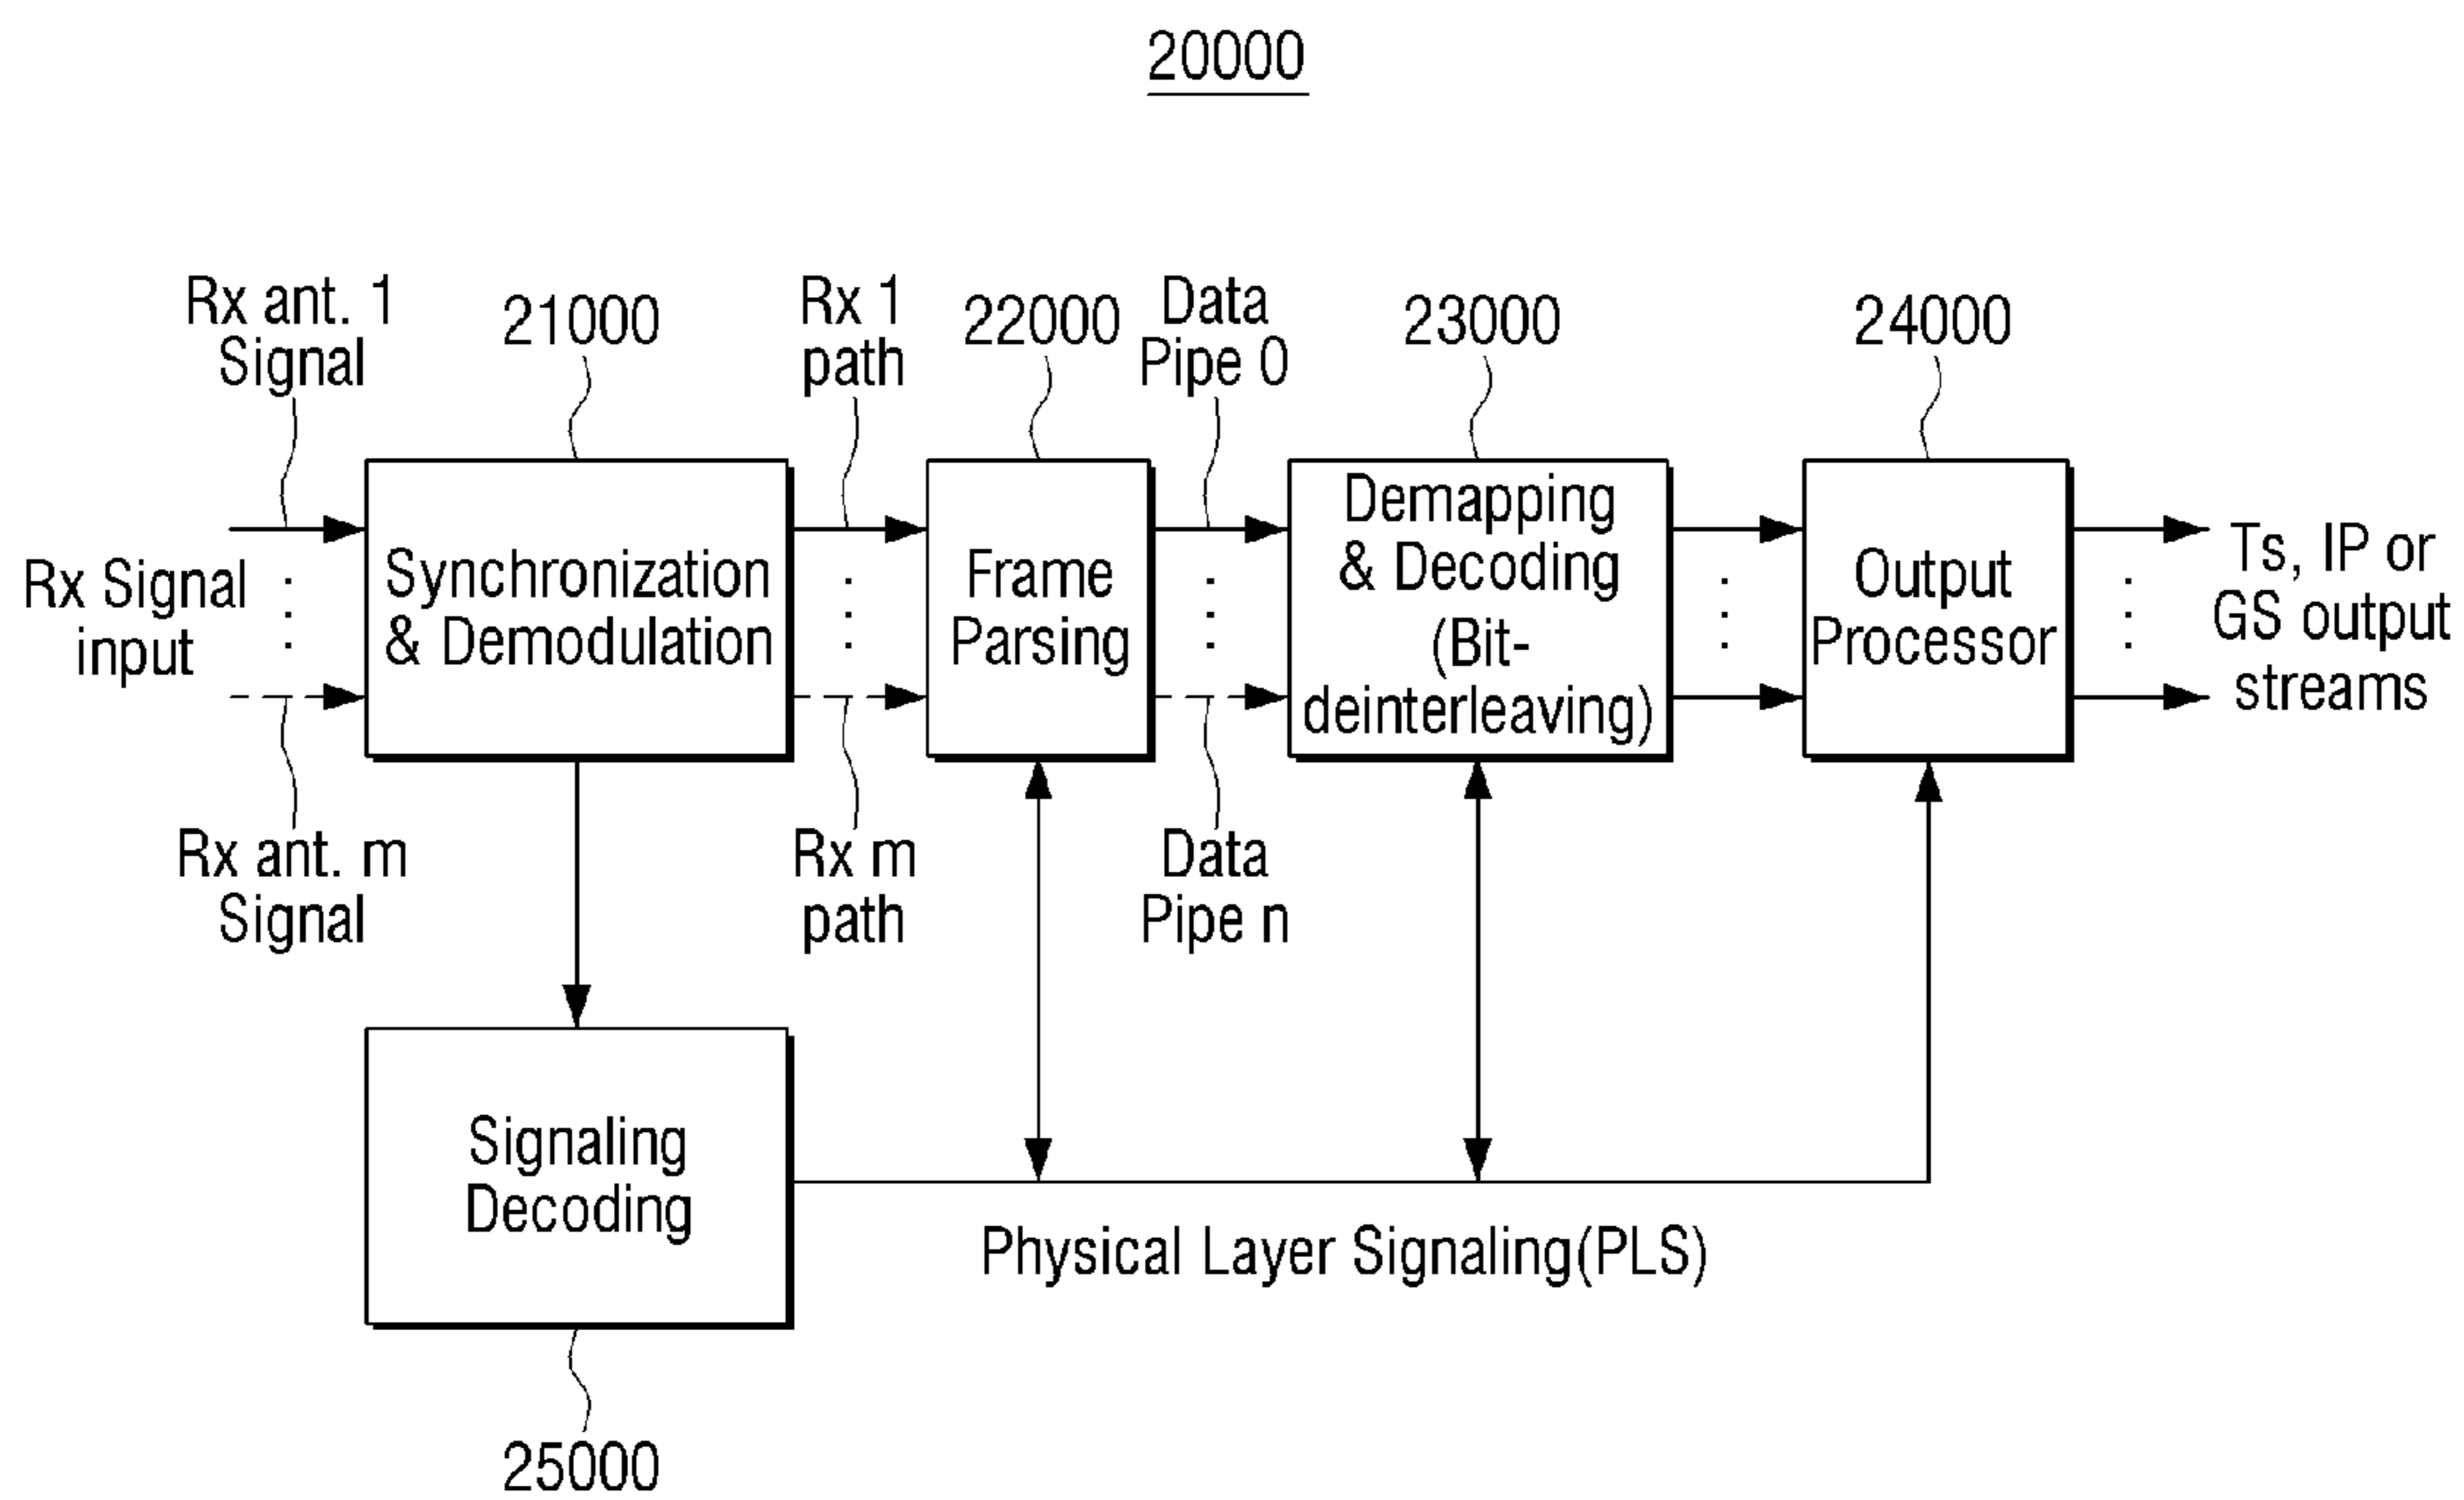 20000
Rx ant. 1
Signal
21000
Rx 1
path
22000
Data
Pipe 0
23000
24000
Rx Signal
input
Synchronization
& Demodulation
Frame
Parsing
Demapping
& Decoding
(Bit-
deinterleaving)
Output
Processor
Ts, IP or
GS output
streams
Rx ant. m
Signal
Rx m
path
Data
Pipe n
Signaling
Decoding
Physical Layer Signaling(PLS)
25000